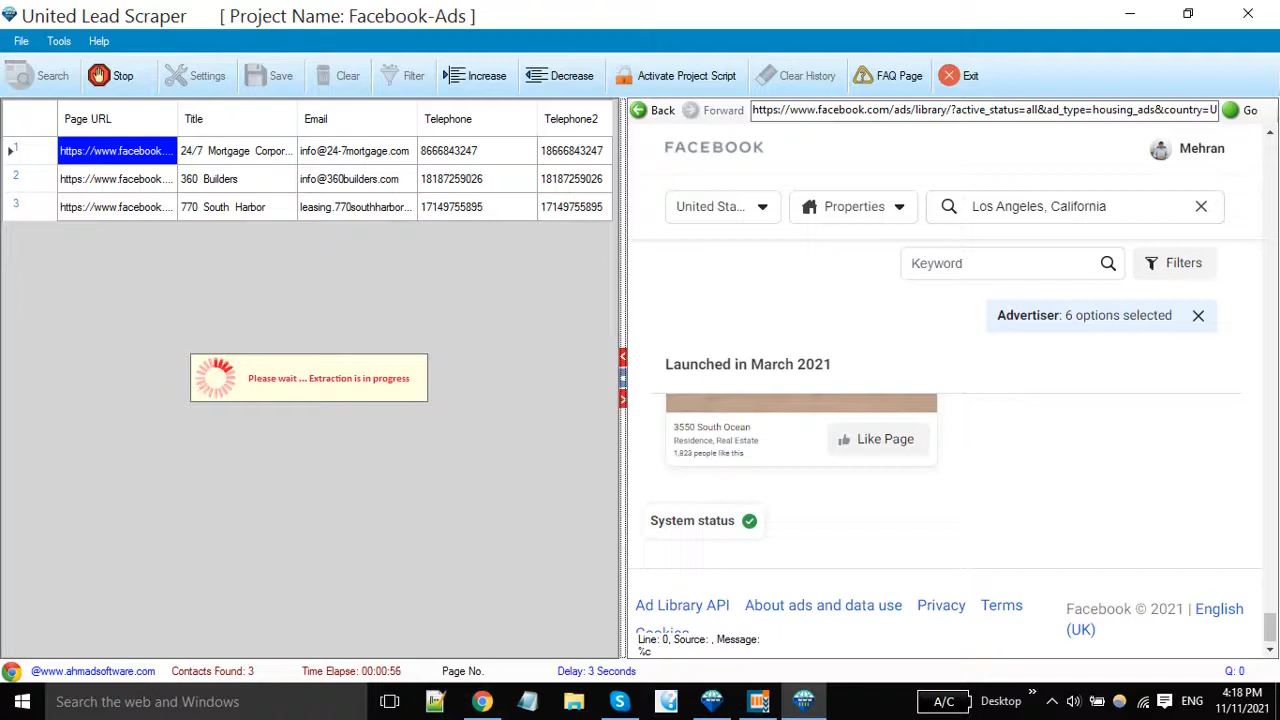 United Lead Scraper [ Project Name: Facebook-Ads ]
File Tools Help
Search Stop Settings Save Clear Filter Increase Decrease Activate Project Script Clear History FAQ Page Exit
Page URL Title Email Telephone Telephone2
1 https://www.facebook.... 24/7 Mortgage Corpor... info@24-7mortgage.com 8666843247 18666843247
2 https://www.facebook.... 360 Builders info@360builders.com 18187259026 18187259026
3 https://www.facebook.... 770 South Harbor leasing.770southharbor... 17149755895 17149755895
Please wait ... Extraction is in progress
Back Forward https://www.facebook.com/ads/library/?active_status=all&ad_type=housing_ads&country=U Go
FACEBOOK Mehran
United Sta... Properties Los Angeles, California
Keyword Filters
Advertiser: 6 options selected
Launched in March 2021
3550 South Ocean
Residence, Real Estate
1,823 people like this
Like Page
System status
Ad Library API About ads and data use Privacy Terms
Cookies
Facebook © 2021 | English
(UK)
Line: 0, Source: , Message:
%c
@www.ahmadsoftware.com Contacts Found: 3 Time Elapse: 00:00:55 Page No. Delay: 3 Seconds Q: 0
Search the web and Windows A/C Desktop ENG
4:18 PM
11/11/2021